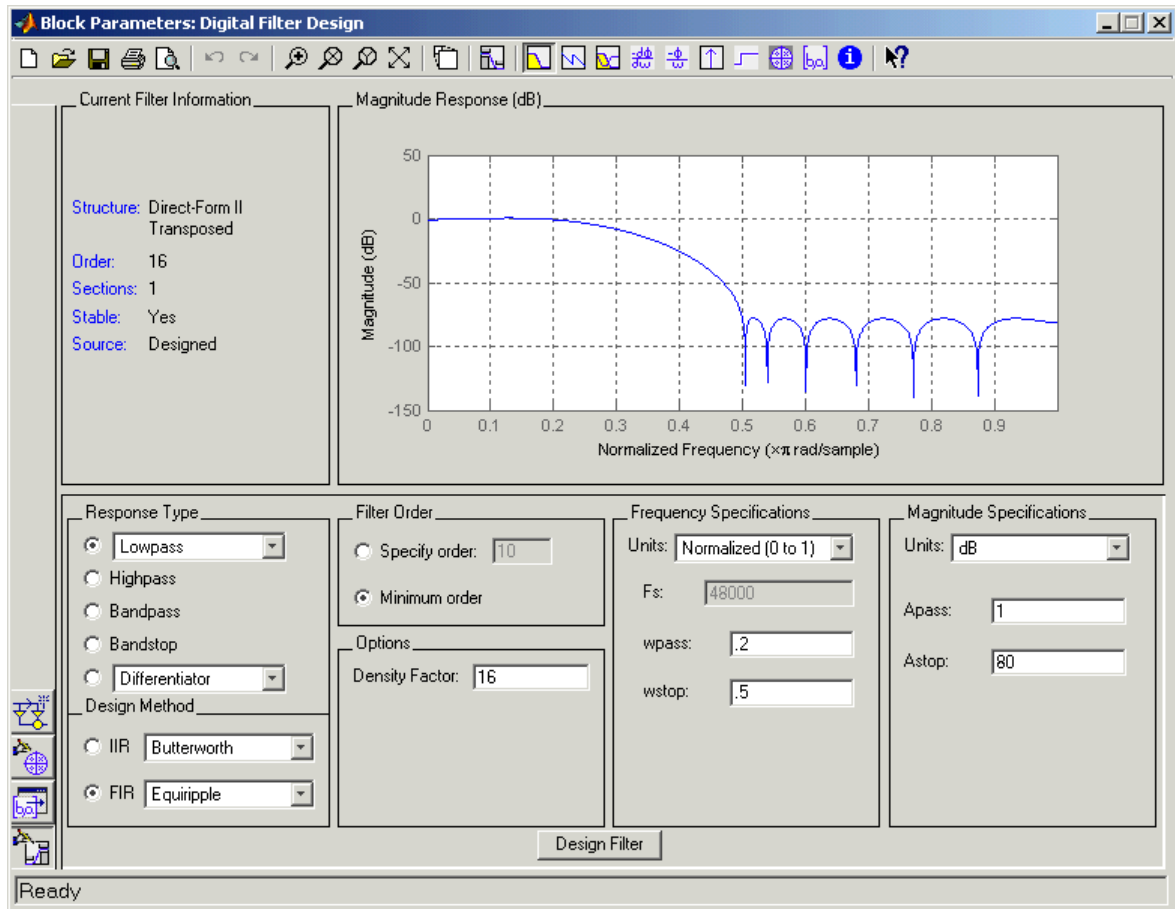 Block Parameters: Digital Filter Design
[b,a]
i
?
Current Filter Information
Structure: Direct-Form II
Transposed
Order: 16
Sections: 1
Stable: Yes
Source: Designed
Magnitude Response (dB)
50
0
-50
-100
-150
Magnitude (dB)
0 0.1 0.2 0.3 0.4 0.5 0.6 0.7 0.8 0.9
Normalized Frequency (×π rad/sample)
Response Type
Lowpass
Highpass
Bandpass
Bandstop
Differentiator
Design Method
IIR Butterworth
FIR Equiripple
Filter Order
Specify order: 10
Minimum order
Options
Density Factor: 16
Frequency Specifications
Units: Normalized (0 to 1)
Fs: 48000
wpass: .2
wstop: .5
Magnitude Specifications
Units: dB
Apass: 1
Astop: 80
[b,a]
Design Filter
Ready